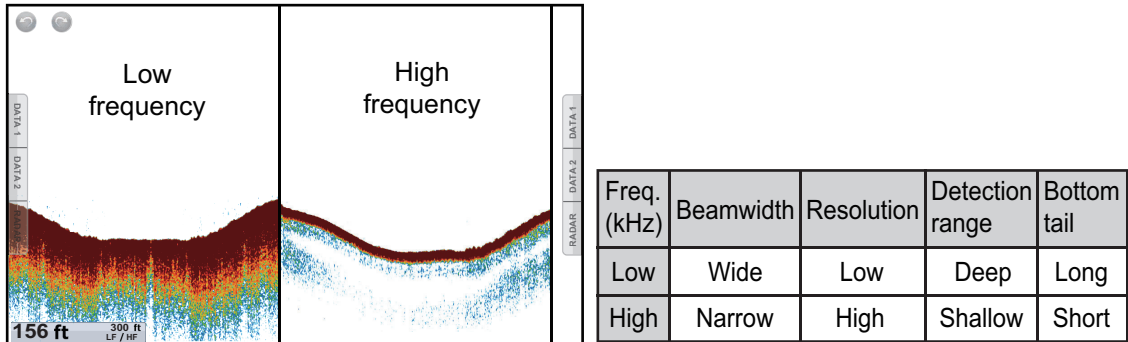 Low
frequency
High
frequency
DATA 1
DATA 2
RADAR
156 ft
300 ft
LF / HF
DATA 1
DATA 2
RADAR
Freq. (kHz) Beamwidth Resolution Detection range Bottom tail
Low Wide Low Deep Long
High Narrow High Shallow Short